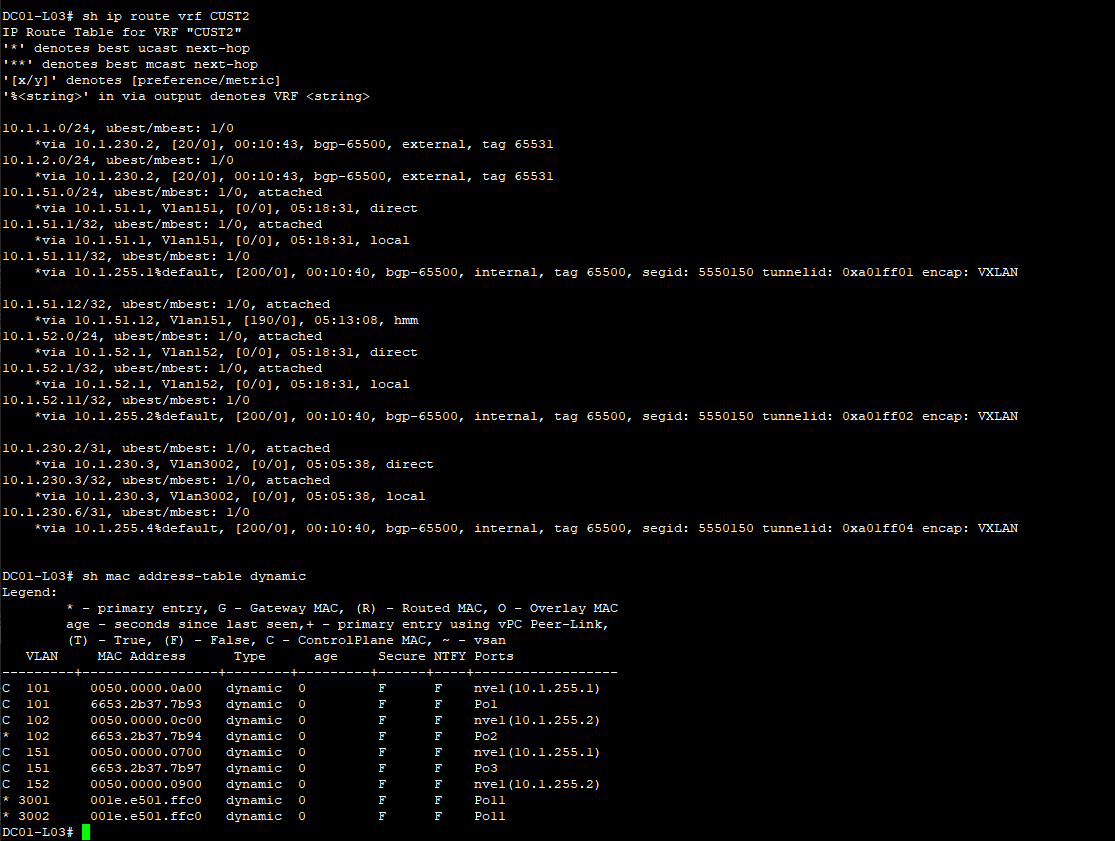 DC01-L03# sh ip route vrf CUST2
IP Route Table for VRF "CUST2"
'*' denotes best ucast next-hop
'**' denotes best mcast next-hop
'[x/y]' denotes [preference/metric]
'%<string>' in via output denotes VRF <string>
10.1.1.0/24, ubest/mbest: 1/0
*via 10.1.230.2, [20/0], 00:10:43, bgp-65500, external, tag 65531
10.1.2.0/24, ubest/mbest: 1/0
*via 10.1.230.2, [20/0], 00:10:43, bgp-65500, external, tag 65531
10.1.51.0/24, ubest/mbest: 1/0, attached
*via 10.1.51.1, Vlan151, [0/0], 05:18:31, direct
10.1.51.1/32, ubest/mbest: 1/0, attached
*via 10.1.51.1, Vlan151, [0/0], 05:18:31, local
10.1.51.11/32, ubest/mbest: 1/0
*via 10.1.255.1%default, [200/0], 00:10:40, bgp-65500, internal, tag 65500, segid: 5550150 tunnelid: 0xa01ff01 encap: VXLAN
10.1.51.12/32, ubest/mbest: 1/0, attached
*via 10.1.51.12, Vlan151, [190/0], 05:13:08, hmm
10.1.52.0/24, ubest/mbest: 1/0, attached
*via 10.1.52.1, Vlan152, [0/0], 05:18:31, direct
10.1.52.1/32, ubest/mbest: 1/0, attached
*via 10.1.52.1, Vlan152, [0/0], 05:18:31, local
10.1.52.11/32, ubest/mbest: 1/0
*via 10.1.255.2%default, [200/0], 00:10:40, bgp-65500, internal, tag 65500, segid: 5550150 tunnelid: 0xa01ff02 encap: VXLAN
10.1.230.2/31, ubest/mbest: 1/0, attached
*via 10.1.230.3, Vlan3002, [0/0], 05:05:38, direct
10.1.230.3/32, ubest/mbest: 1/0, attached
*via 10.1.230.3, Vlan3002, [0/0], 05:05:38, local
10.1.230.6/31, ubest/mbest: 1/0
*via 10.1.255.4%default, [200/0], 00:10:40, bgp-65500, internal, tag 65500, segid: 5550150 tunnelid: 0xa01ff04 encap: VXLAN
DC01-L03# sh mac address-table dynamic
Legend:
* - primary entry, G - Gateway MAC, (R) - Routed MAC, O - Overlay MAC
age - seconds since last seen,+ - primary entry using vPC Peer-Link,
(T) - True, (F) - False, C - ControlPlane MAC, ~ - vsan
VLAN MAC Address Type age Secure NTFY Ports
---------+-----------------+--------+---------+------+----+------------------
C 101 0050.0000.0a00 dynamic 0 F F nve1(10.1.255.1)
C 101 6653.2b37.7b93 dynamic 0 F F Po1
C 102 0050.0000.0c00 dynamic 0 F F nve1(10.1.255.2)
* 102 6653.2b37.7b94 dynamic 0 F F Po2
C 151 0050.0000.0700 dynamic 0 F F nve1(10.1.255.1)
C 151 6653.2b37.7b97 dynamic 0 F F Po3
C 152 0050.0000.0900 dynamic 0 F F nve1(10.1.255.2)
* 3001 001e.e501.ffc0 dynamic 0 F F Po11
* 3002 001e.e501.ffc0 dynamic 0 F F Po11
DC01-L03#